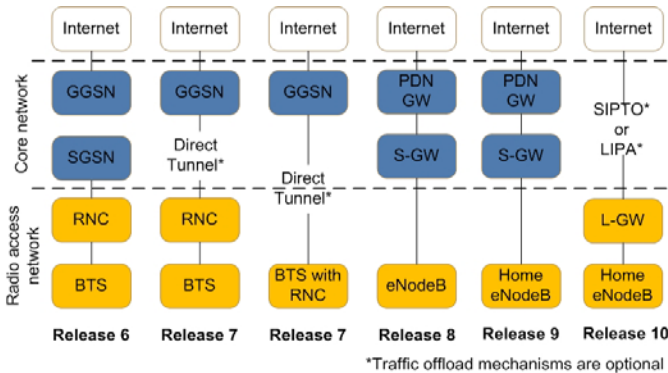 Internet Internet Internet Internet Internet Internet
Core network
GGSN GGSN GGSN PDN GW PDN GW
SIPTO*
or
LIPA*
SGSN Direct Tunnel* S-GW S-GW
Direct
Tunnel*
Radio access network
RNC RNC L-GW
BTS BTS BTS with RNC eNodeB Home eNodeB Home eNodeB
Release 6 Release 7 Release 7 Release 8 Release 9 Release 10
*Traffic offload mechanisms are optional